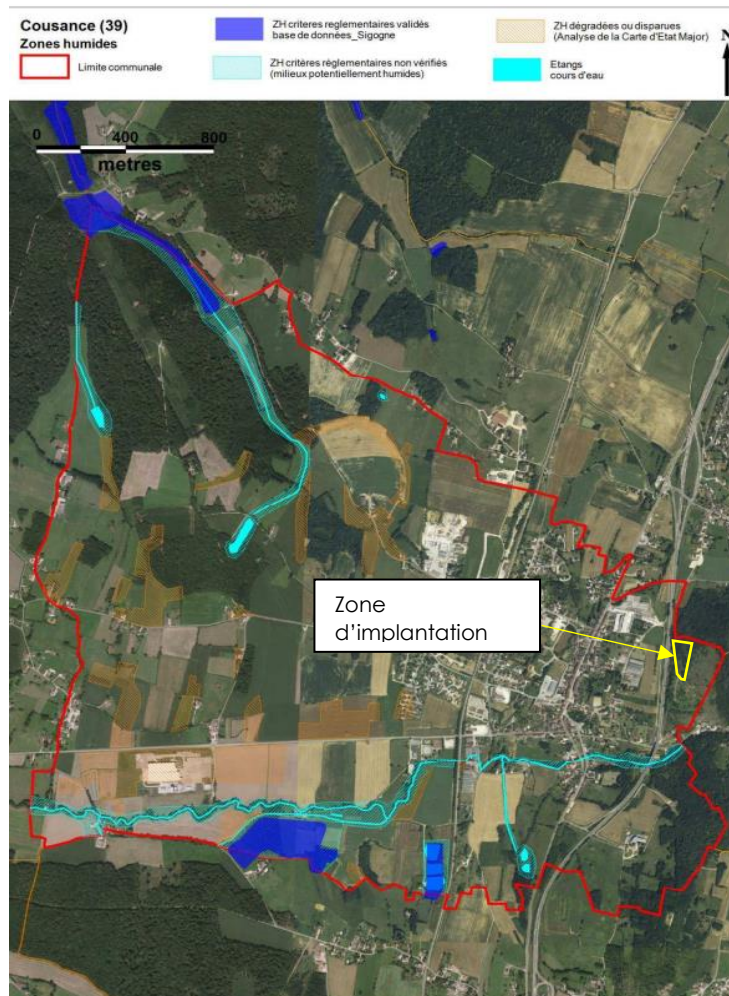 Cousance (39)
Zones humides
Limite communale
ZH criteres reglementaires validés
base de données_Sigogne
ZH critères réglementaires non vérifiés
(milieux potentiellement humides)
ZH dégradées ou disparues
(Analyse de la Carte d'Etat Major)
Etangs
cours d'eau
N
0 400 800
metres
Zone
d'implantation